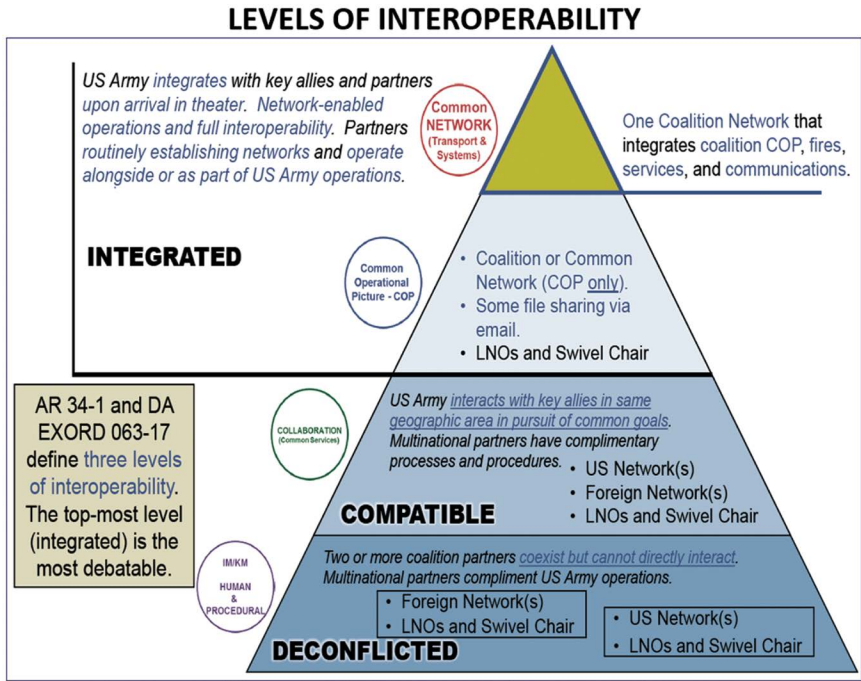 LEVELS OF INTEROPERABILITY
US Army integrates with key allies and partners
upon arrival in theater. Network-enabled
operations and full interoperability. Partners
routinely establishing networks and operate
alongside or as part of US Army operations.
Common
NETWORK
(Transport &
Systems)
One Coalition Network that
integrates coalition COP, fires,
services, and communications.
INTEGRATED
Common
Operational
Picture - COP
• Coalition or Common
Network (COP only).
• Some file sharing via
email.
• LNOs and Swivel Chair
AR 34-1 and DA
EXORD 063-17
define three levels
of interoperability.
The top-most level
(integrated) is the
most debatable.
COLLABORATION
(Common Services)
US Army interacts with key allies in same
geographic area in pursuit of common goals.
Multinational partners have complimentary
processes and procedures.
• US Network(s)
• Foreign Network(s)
• LNOs and Swivel Chair
COMPATIBLE
IM/KM
HUMAN
&
PROCEDURAL
Two or more coalition partners coexist but cannot directly interact.
Multinational partners compliment US Army operations.
• Foreign Network(s)
• LNOs and Swivel Chair
• US Network(s)
• LNOs and Swivel Chair
DECONFLICTED